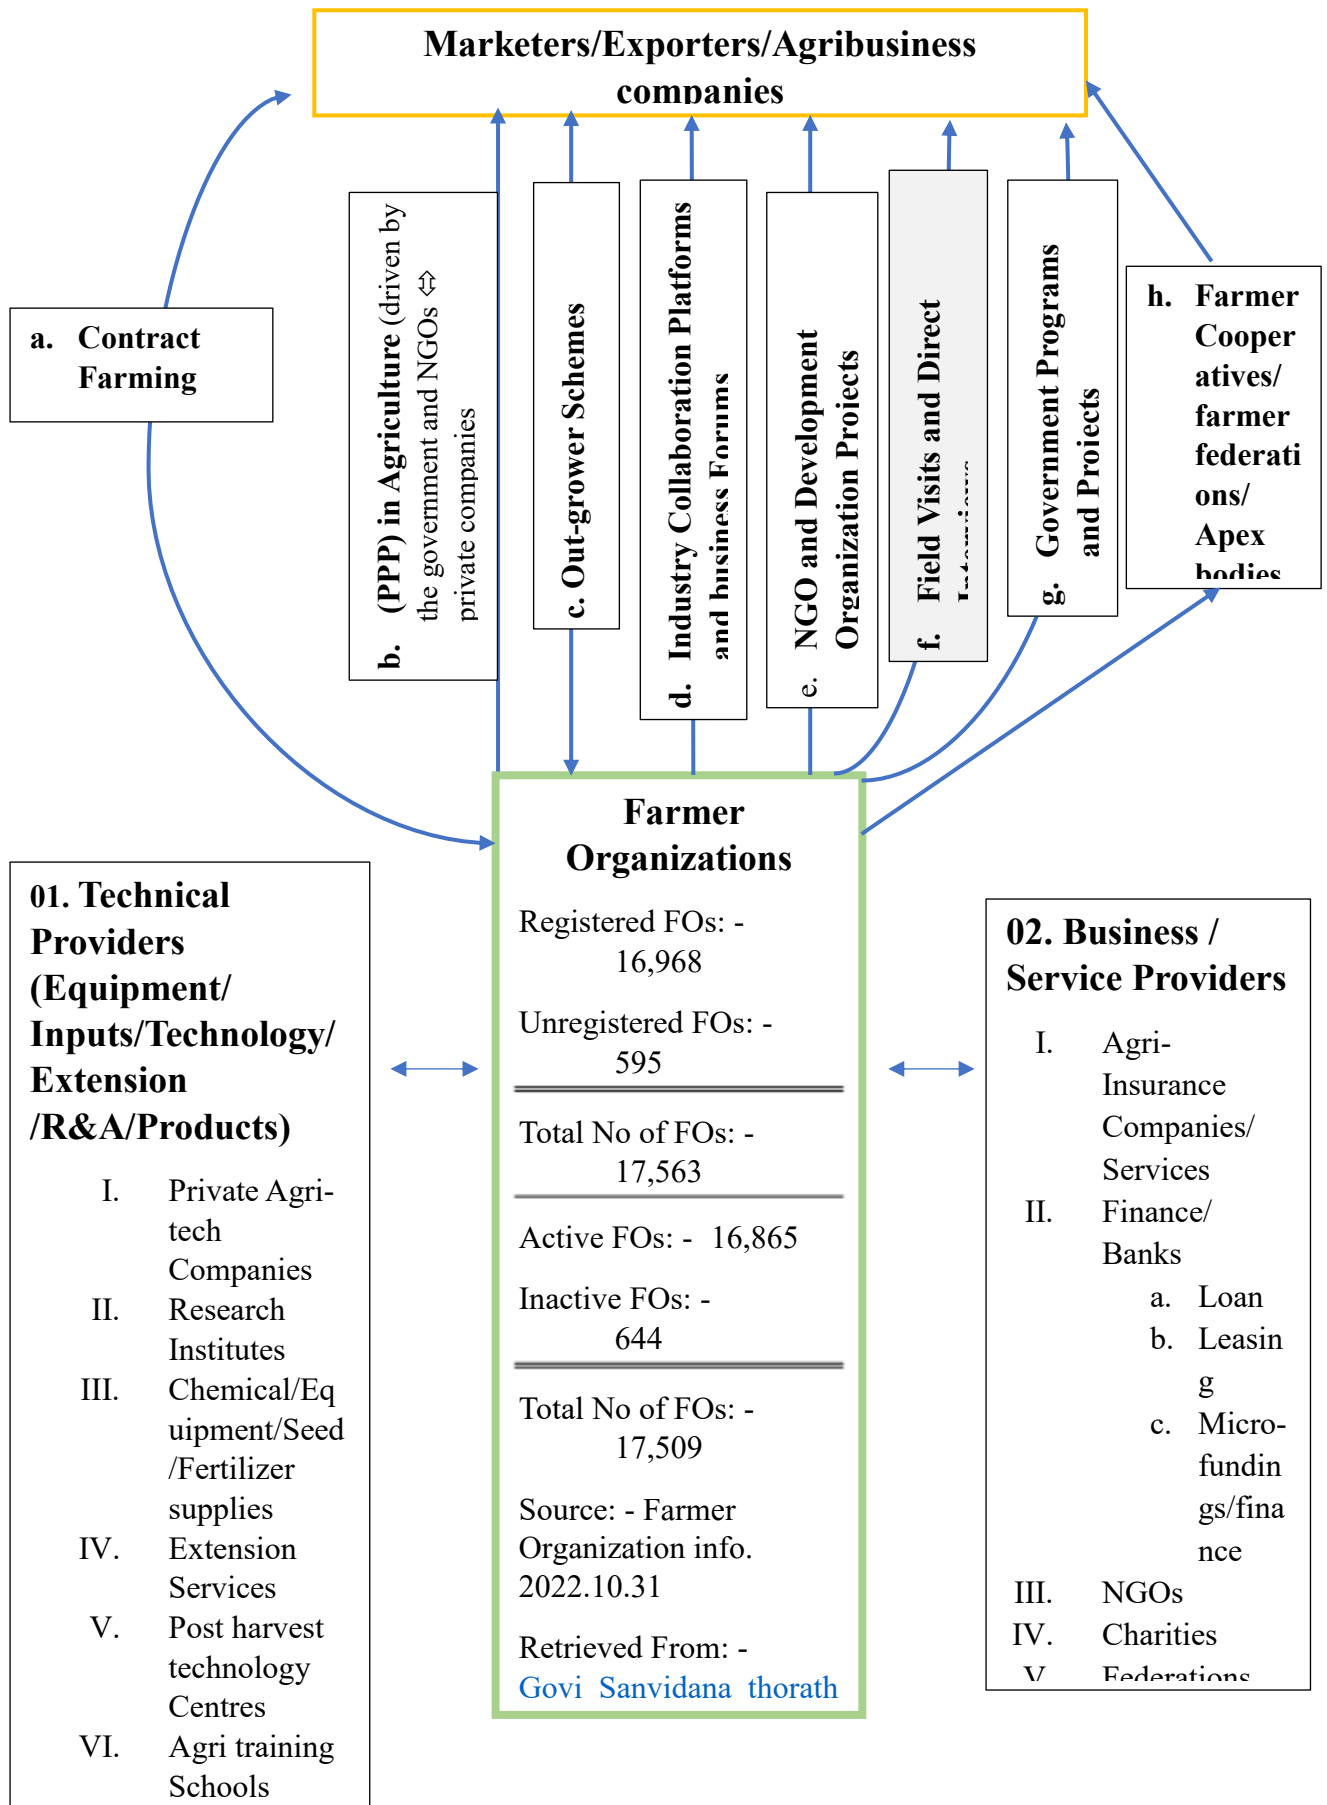 Marketers/Exporters/Agribusiness
companies
a. Contract
Farming
b. (PPP) in Agriculture (driven by
the government and NGOs ⇔
private companies
c. Out-grower Schemes
d. Industry Collaboration Platforms
and business Forums
e. NGO and Development
Organization Projects
f. Field Visits and Direct
Interviews
g. Government Programs
and Projects
h. Farmer
Cooper
atives/
farmer
federati
ons/
Apex
bodies
Farmer
Organizations
Registered FOs: -
16,968
Unregistered FOs: -
595
Total No of FOs: -
17,563
Active FOs: - 16,865
Inactive FOs: -
644
Total No of FOs: -
17,509
Source: - Farmer
Organization info.
2022.10.31
Retrieved From: -
Govi Sanvidana thorath
01. Technical
Providers
(Equipment/
Inputs/Technology/
Extension
/R&A/Products)
I. Private Agri-
tech
Companies
II. Research
Institutes
III. Chemical/Eq
uipment/Seed
/Fertilizer
supplies
IV. Extension
Services
V. Post harvest
technology
Centres
VI. Agri training
Schools
02. Business /
Service Providers
I. Agri-
Insurance
Companies/
Services
II. Finance/
Banks
a. Loan
b. Leasin
g
c. Micro-
fundin
gs/fina
nce
III. NGOs
IV. Charities
V. Federations